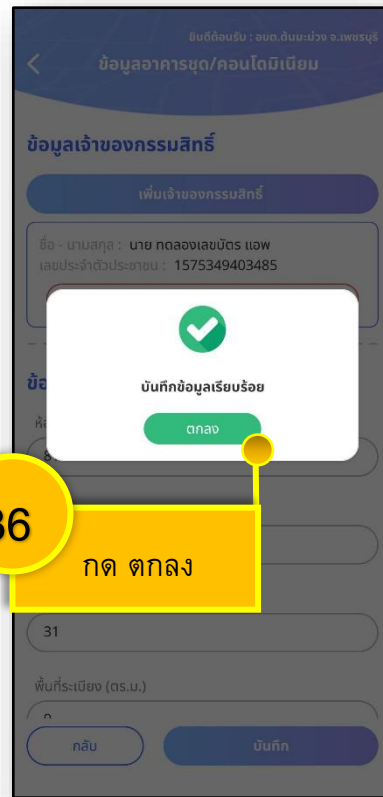 ยินดีต้อนรับ : อบต.ต้นมะม่วง จ.เพชรบุรี
ข้อมูลอาคารชุด/คอนโดมิเนียม
ข้อมูลเจ้าของกรรมสิทธิ์
เพิ่มเจ้าของกรรมสิทธิ์
ชื่อ - นามสกุล : นาย ทดลองเลขบัตร แอพ
เลขประจำตัวประชาชน : 1575349403485
บันทึกข้อมูลเรียบร้อย
ตกลง
กด ตกลง
31
พื้นที่ระเบียง (ตร.ม.)
กลับ
บันทึก